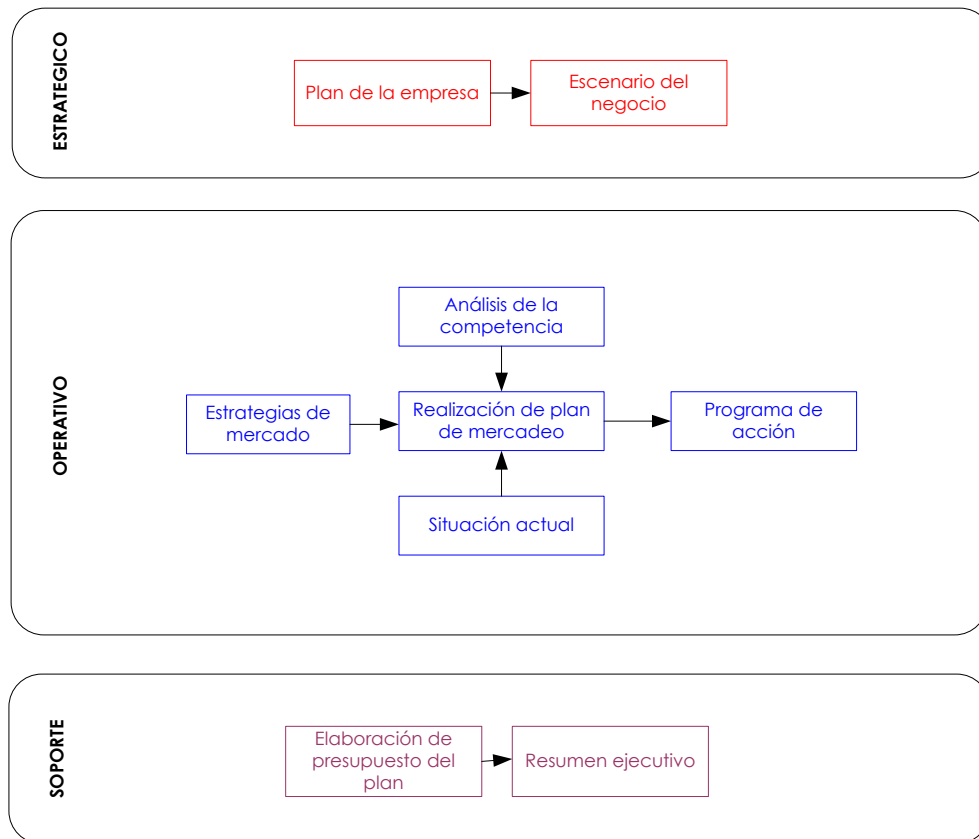 ESTRATEGICO
Plan de la empresa
Escenario del
negocio
OPERATIVO
Análisis de la
competencia
Estrategias de
mercado
Realización de plan
de mercadeo
Programa de
acción
Situación actual
SOPORTE
Elaboración de
presupuesto del
plan
Resumen ejecutivo